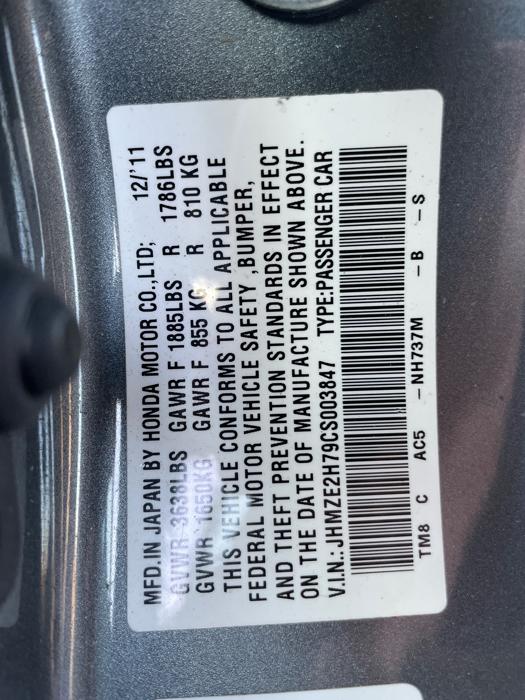 MFD.IN JAPAN BY HONDA MOTOR CO.,LTD; 12/'11
GVWR 3638LBS GAWR F 1885LBS R 1786LBS
GVWR 1650KG GAWR F 855 KG R 810 KG
THIS VEHICLE CONFORMS TO ALL APPLICABLE
FEDERAL MOTOR VEHICLE SAFETY ,BUMPER,
AND THEFT PREVENTION STANDARDS IN EFFECT
ON THE DATE OF MANUFACTURE SHOWN ABOVE.
V.I.N.: JHMZE2H79CS003847 TYPE:PASSENGER CAR
TM8 C AC5 -NH737M -B -S